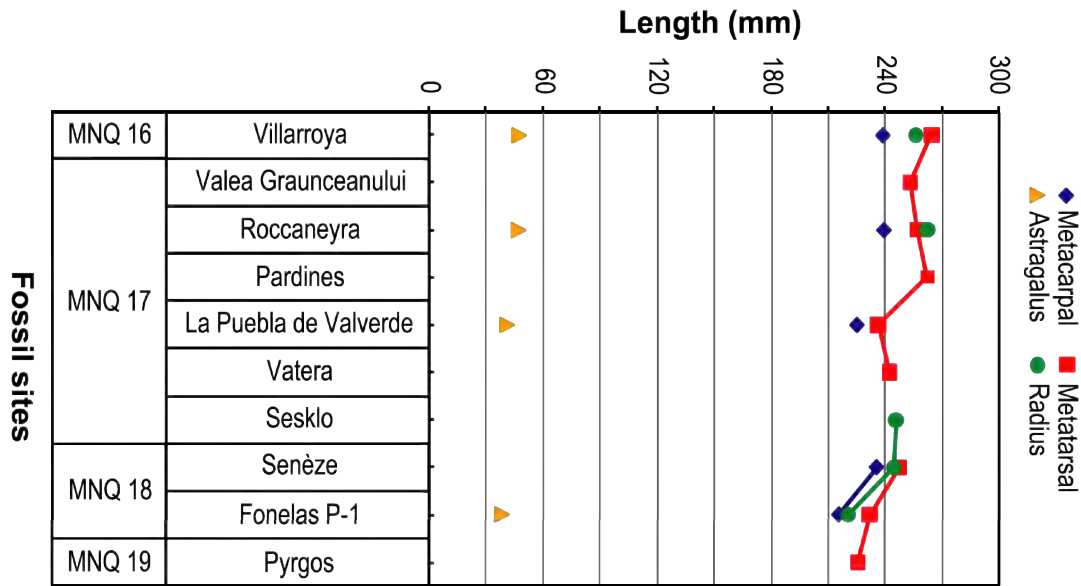 Length (mm)
0 60 120 180 240 300
MNQ 16 Villarroya
MNQ 17 Valea Graunceanului
Roccaneyra
Pardines
La Puebla de Valverde
Vatera
Sesklo
MNQ 18 Senèze
Fonelas P-1
MNQ 19 Pyrgos
Fossil sites
Metacarpal Metatarsal
Astragalus Radius